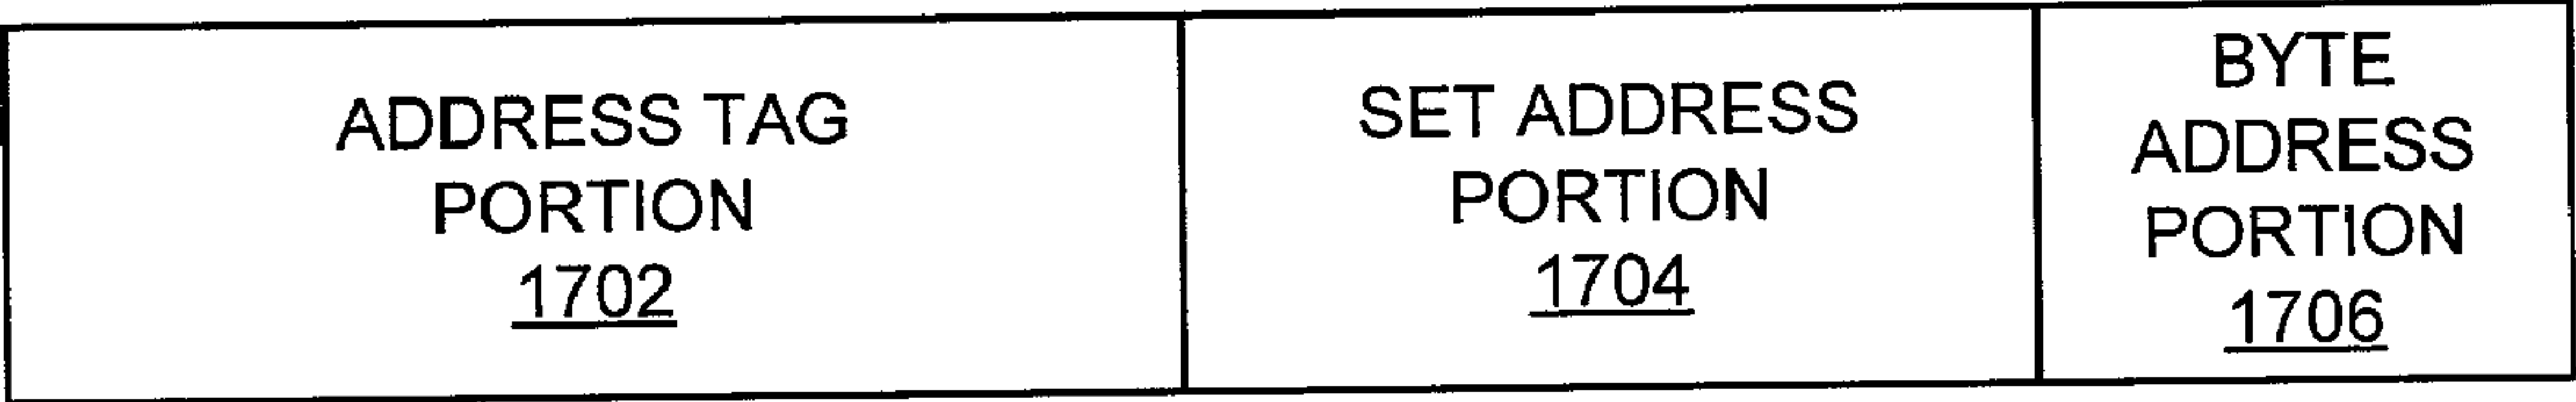 ADDRESS TAG
PORTION
1702
SET ADDRESS
PORTION
1704
BYTE
ADDRESS
PORTION
1706